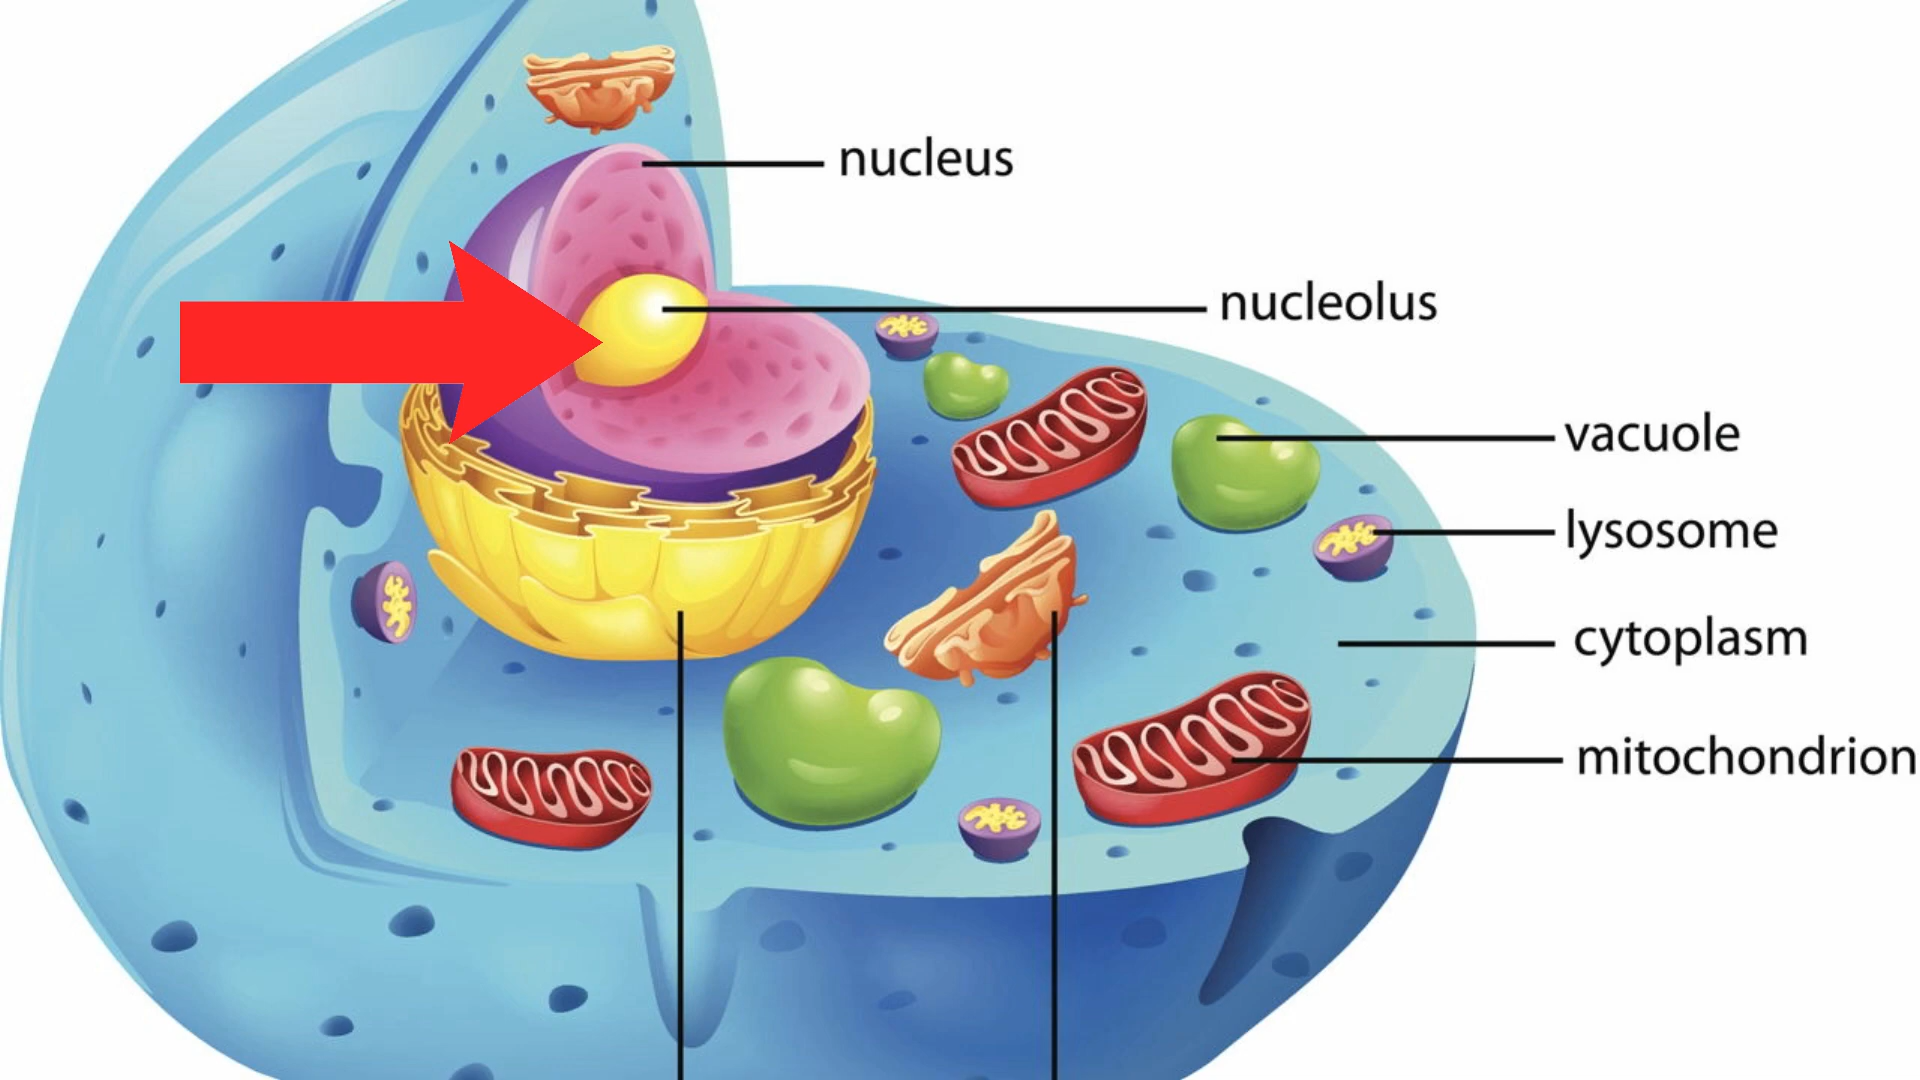 nucleus
nucleolus
vacuole
lysosome
cytoplasm
mitochondrion